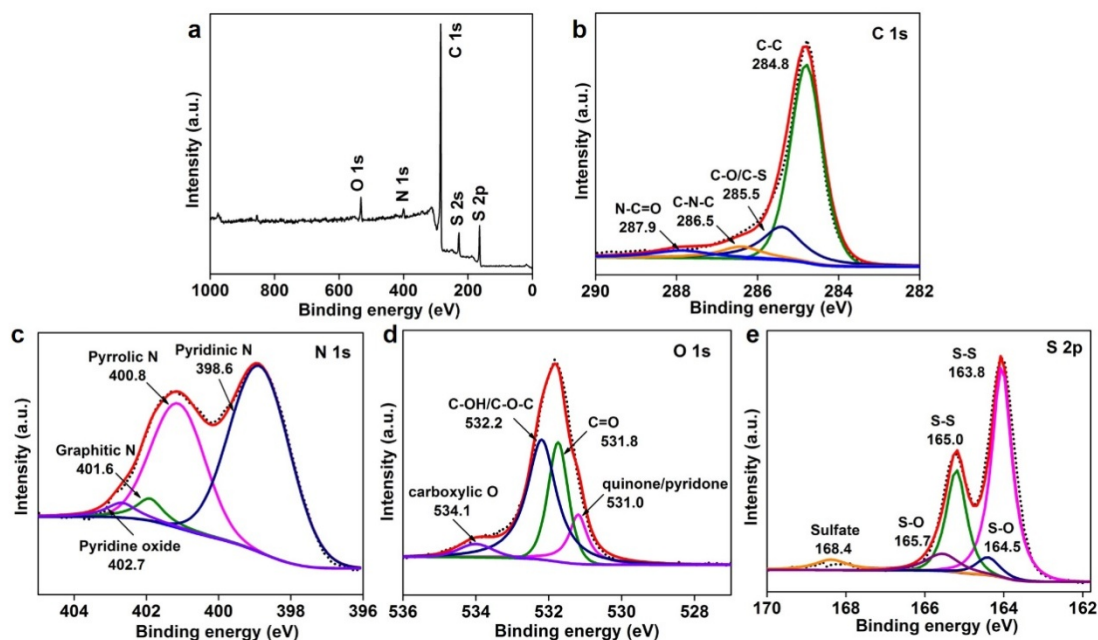 a
C 1s
O 1s
N 1s
S 2s
S 2p
Intensity (a.u.)
1000 800 600 400 200 0
Binding energy (eV)
b
C 1s
C-C
284.8
C-O/C-S
285.5
C-N-C
286.5
N-C=O
287.9
Intensity (a.u.)
290 288 286 284 282
Binding energy (eV)
c
N 1s
Pyrrolic N
400.8
Pyridinic N
398.6
Graphitic N
401.6
Pyridine oxide
402.7
Intensity (a.u.)
404 402 400 398 396
Binding energy (eV)
d
O 1s
C-OH/C-O-C
532.2
C=O
531.8
quinone/pyridone
531.0
carboxylic O
534.1
Intensity (a.u.)
536 534 532 530 528
Binding energy (eV)
e
S 2p
S-S
163.8
S-S
165.0
S-O
165.7
S-O
164.5
Sulfate
168.4
Intensity (a.u.)
170 168 166 164 162
Binding energy (eV)